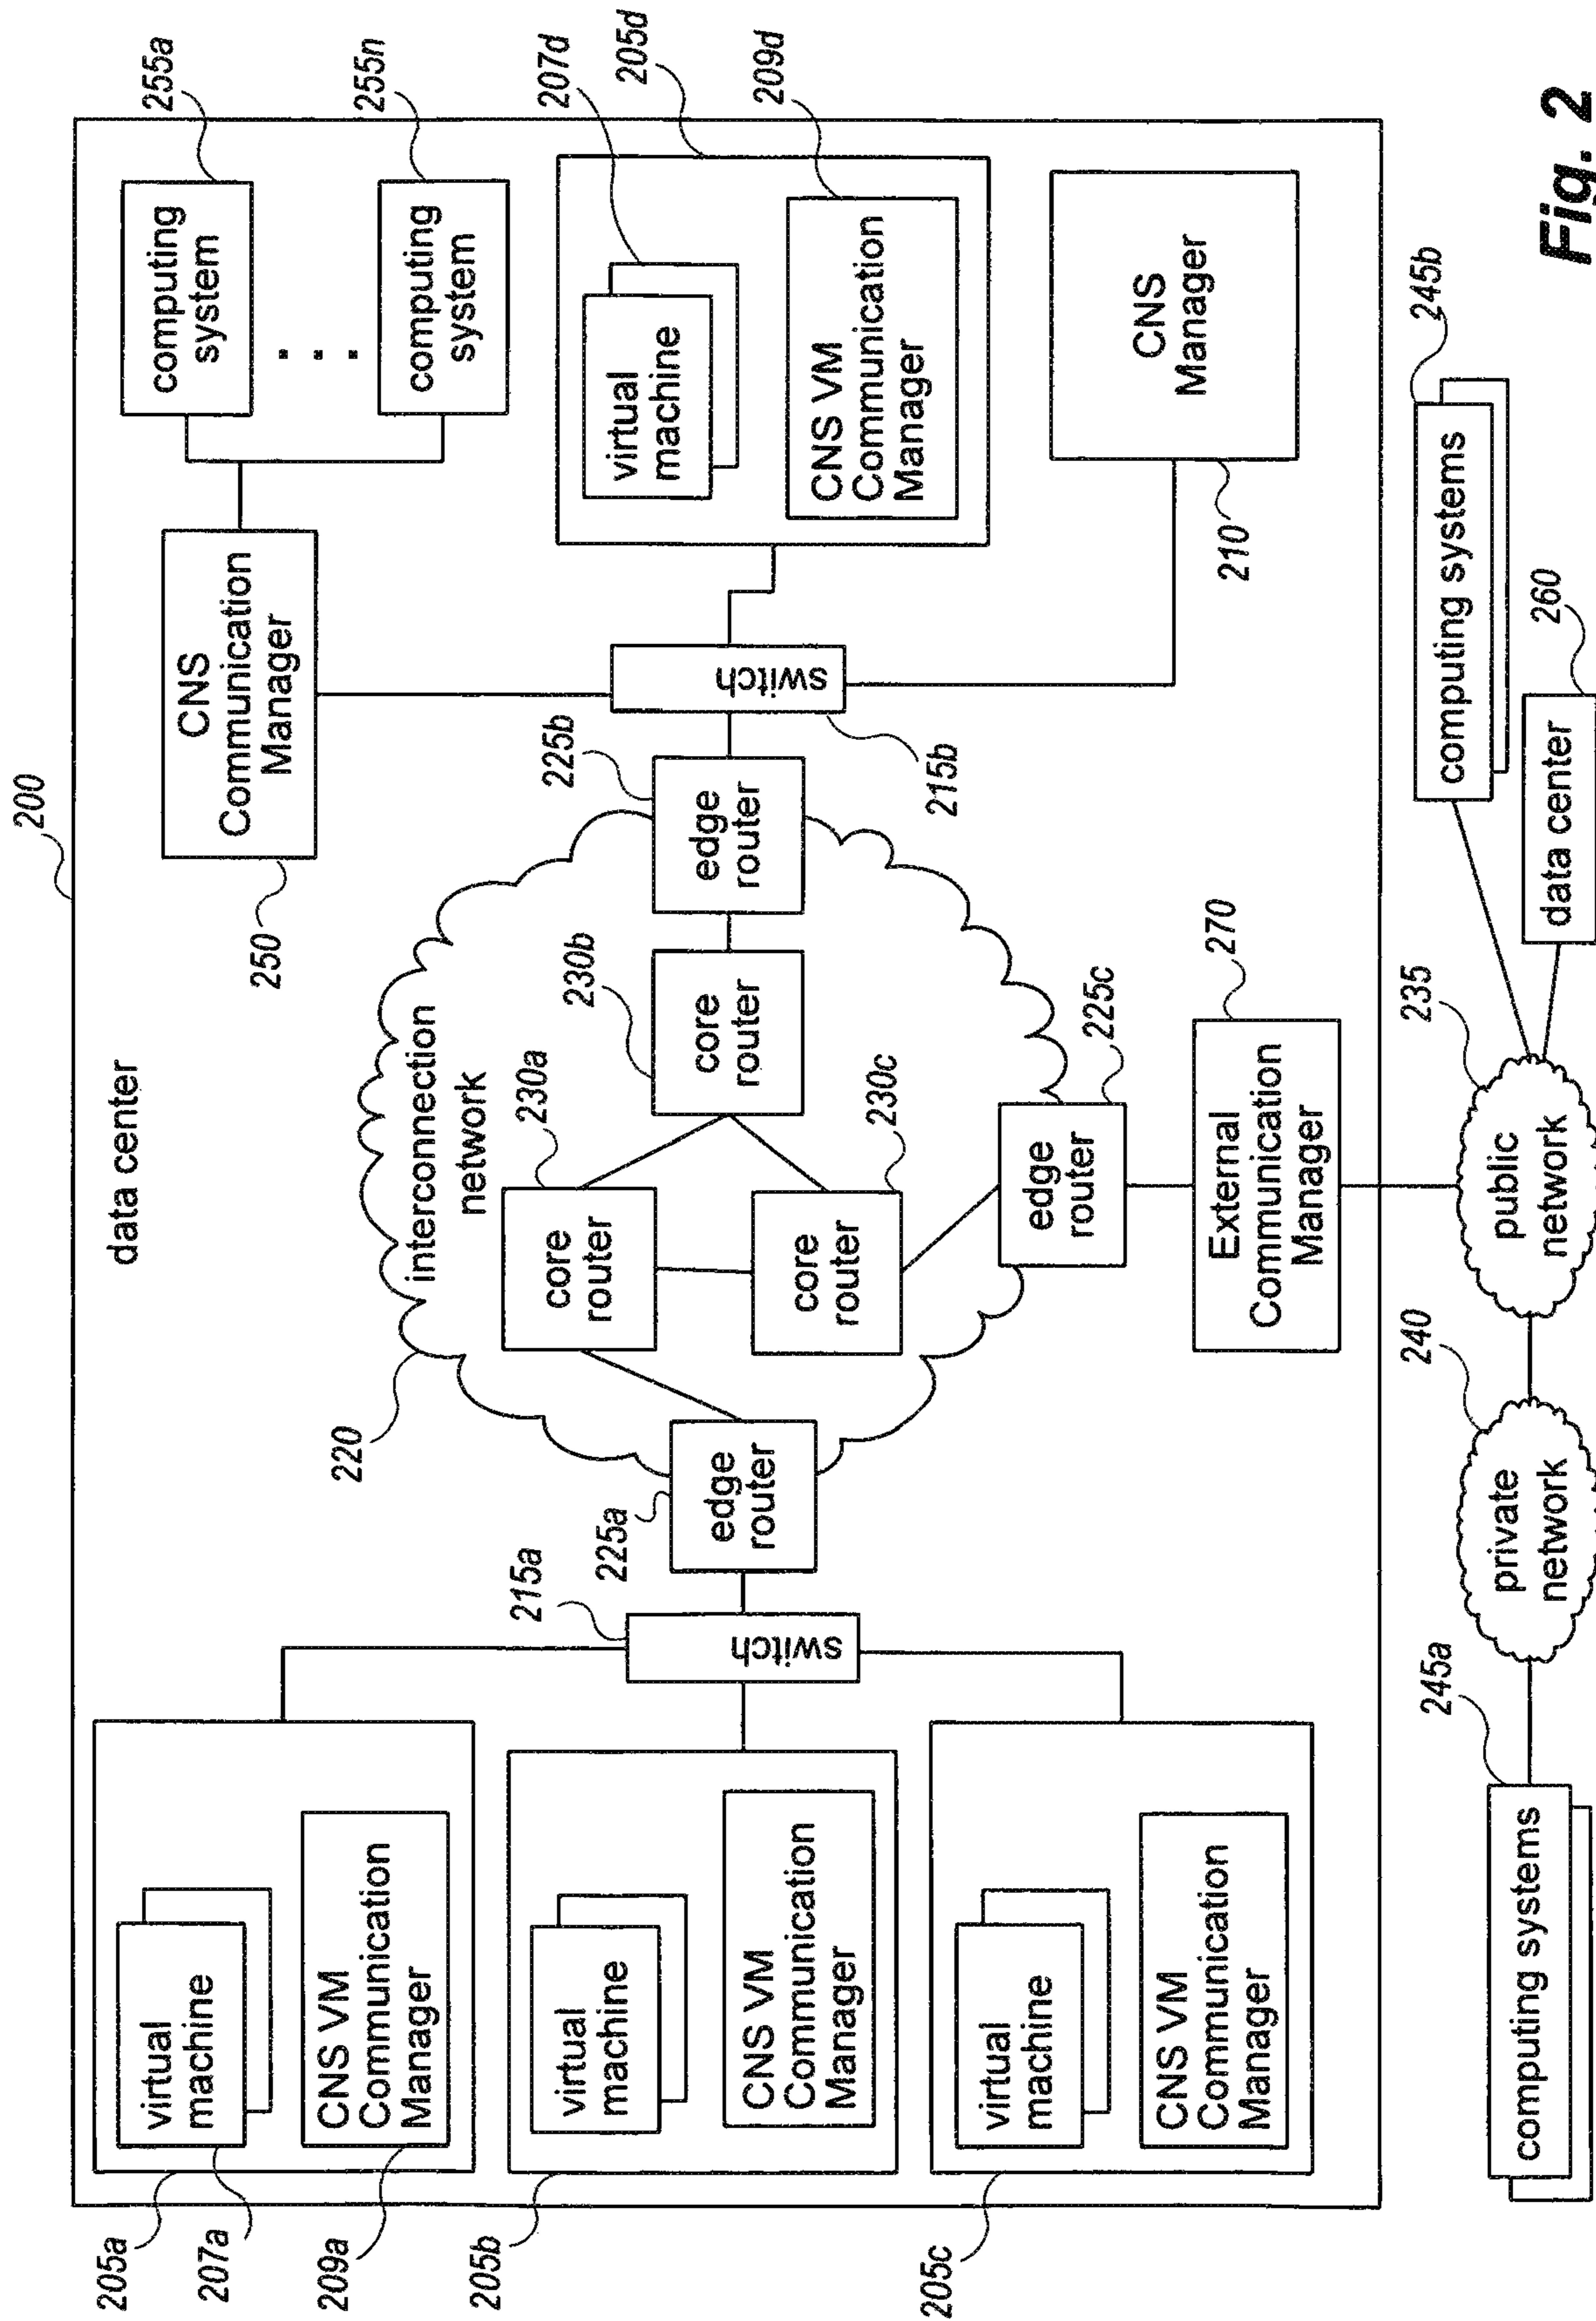 200
data center
205a
virtual
machine
207a
CNS VM
Communication
Manager
209a
205b
virtual
machine
CNS VM
Communication
Manager
205c
virtual
machine
CNS VM
Communication
Manager
215a
switch
225a
edge
router
220
interconnection
network
230a
core
router
230b
core
router
230c
core
router
225b
edge
router
225c
edge
router
215b
switch
250
CNS
Communication
Manager
255a
computing
system
. . .
255n
computing
system
207d
virtual
machine
205d
209d
CNS VM
Communication
Manager
210
CNS
Manager
270
External
Communication
Manager
245a
computing systems
240
private
network
235
public
network
245b
computing systems
260
data center
Fig. 2